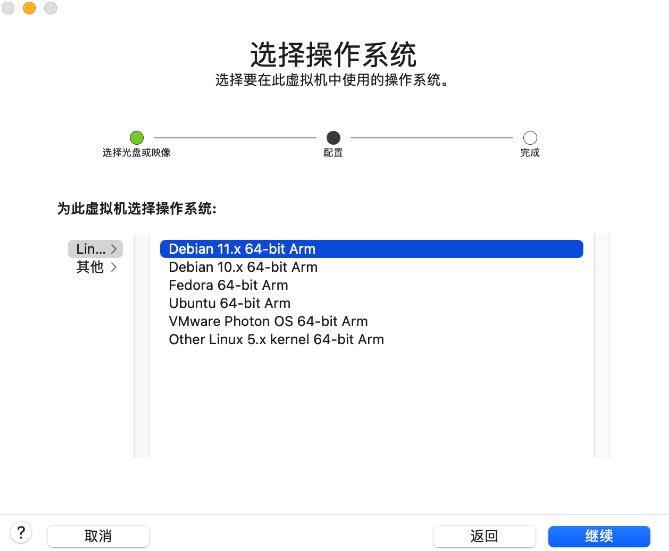 选择操作系统
选择要在此虚拟机中使用的操作系统。
选择光盘或映像
配置
完成
为此虚拟机选择操作系统:
Lin... >
其他 >
Debian 11.x 64-bit Arm
Debian 10.x 64-bit Arm
Fedora 64-bit Arm
Ubuntu 64-bit Arm
VMware Photon OS 64-bit Arm
Other Linux 5.x kernel 64-bit Arm
?
取消
返回
继续